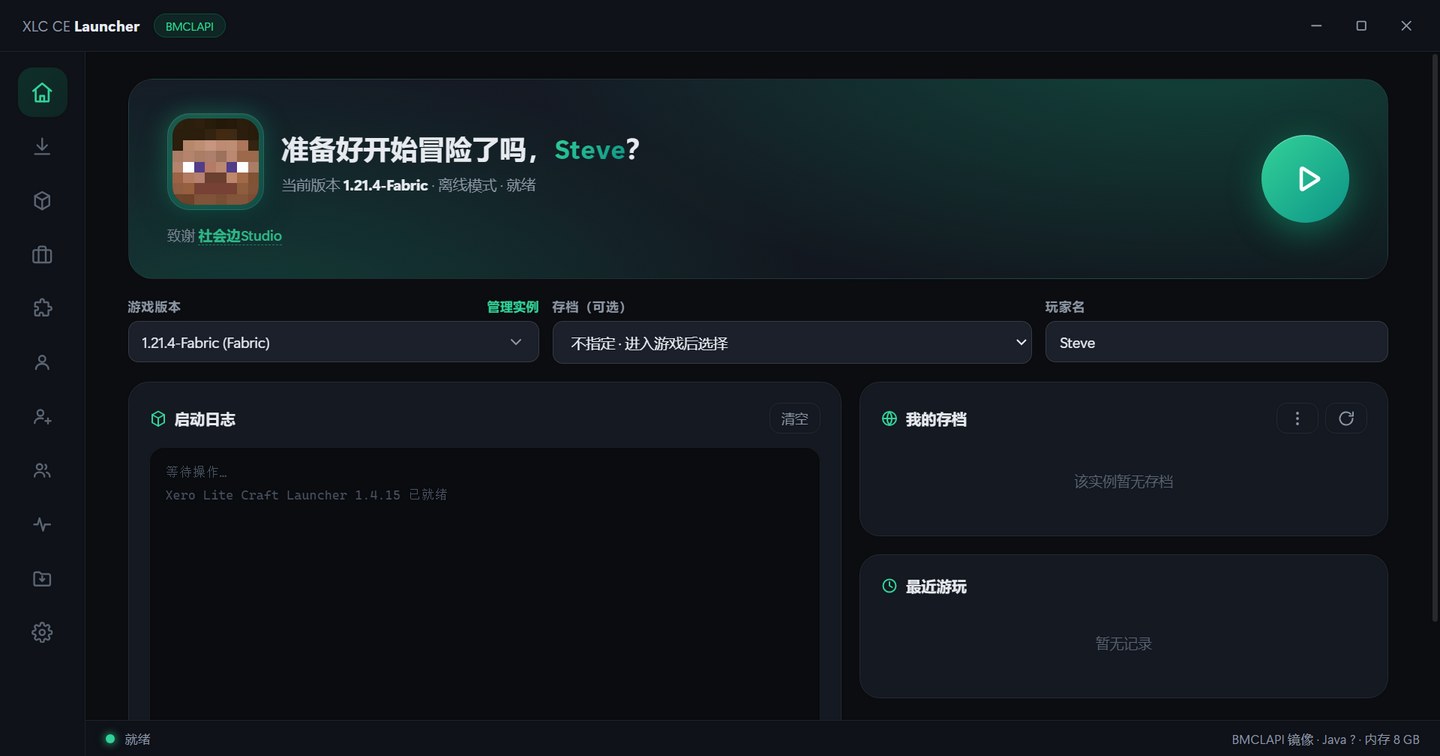 XLC CE Launcher BMCLAPI
准备好开始冒险了吗，Steve?
当前版本 1.21.4-Fabric · 离线模式 · 就绪
致谢 社会边Studio
游戏版本 管理实例 存档（可选） 玩家名
1.21.4-Fabric (Fabric) 不指定 · 进入游戏后选择 Steve
启动日志 清空
等待操作…
Xero Lite Craft Launcher 1.4.15 已就绪
我的存档
该实例暂无存档
最近游玩
暂无记录
就绪 BMCLAPI 镜像 · Java ? · 内存 8 GB